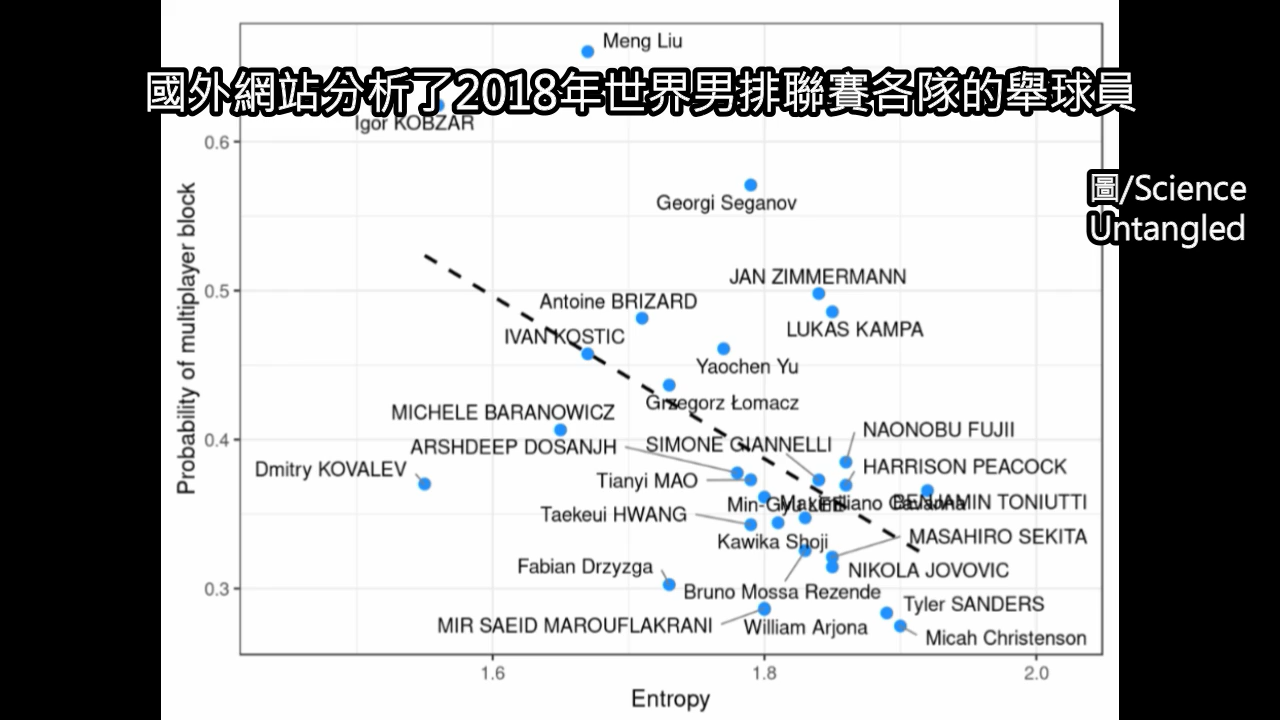 Meng Liu
國外網站分析了2018年世界男排聯賽各隊的舉球員
Igor KOBZAR
0.6
圖/Science
Untangled
Georgi Seganov
Probability of multiplayer block
JAN ZIMMERMANN
0.5
Antoine BRIZARD
LUKAS KAMPA
IVAN KOSTIC
Yaochen Yu
Grzegorz Łomacz
MICHELE BARANOWICZ
NAONOBU FUJII
0.4
ARSHDEEP DOSANJH
SIMONE GIANNELLI
Dmitry KOVALEV
HARRISON PEACOCK
Tianyi MAO
Min-Gyu LEE
Maximiliano Cavanna
BENJAMIN TONIUTTI
Taekeui HWANG
MASAHIRO SEKITA
Kawika Shoji
Fabian Drzyzga
NIKOLA JOVOVIC
0.3
Bruno Mossa Rezende
Tyler SANDERS
MIR SAEID MAROUFLAKRANI
William Arjona
Micah Christenson
1.6
1.8
2.0
Entropy